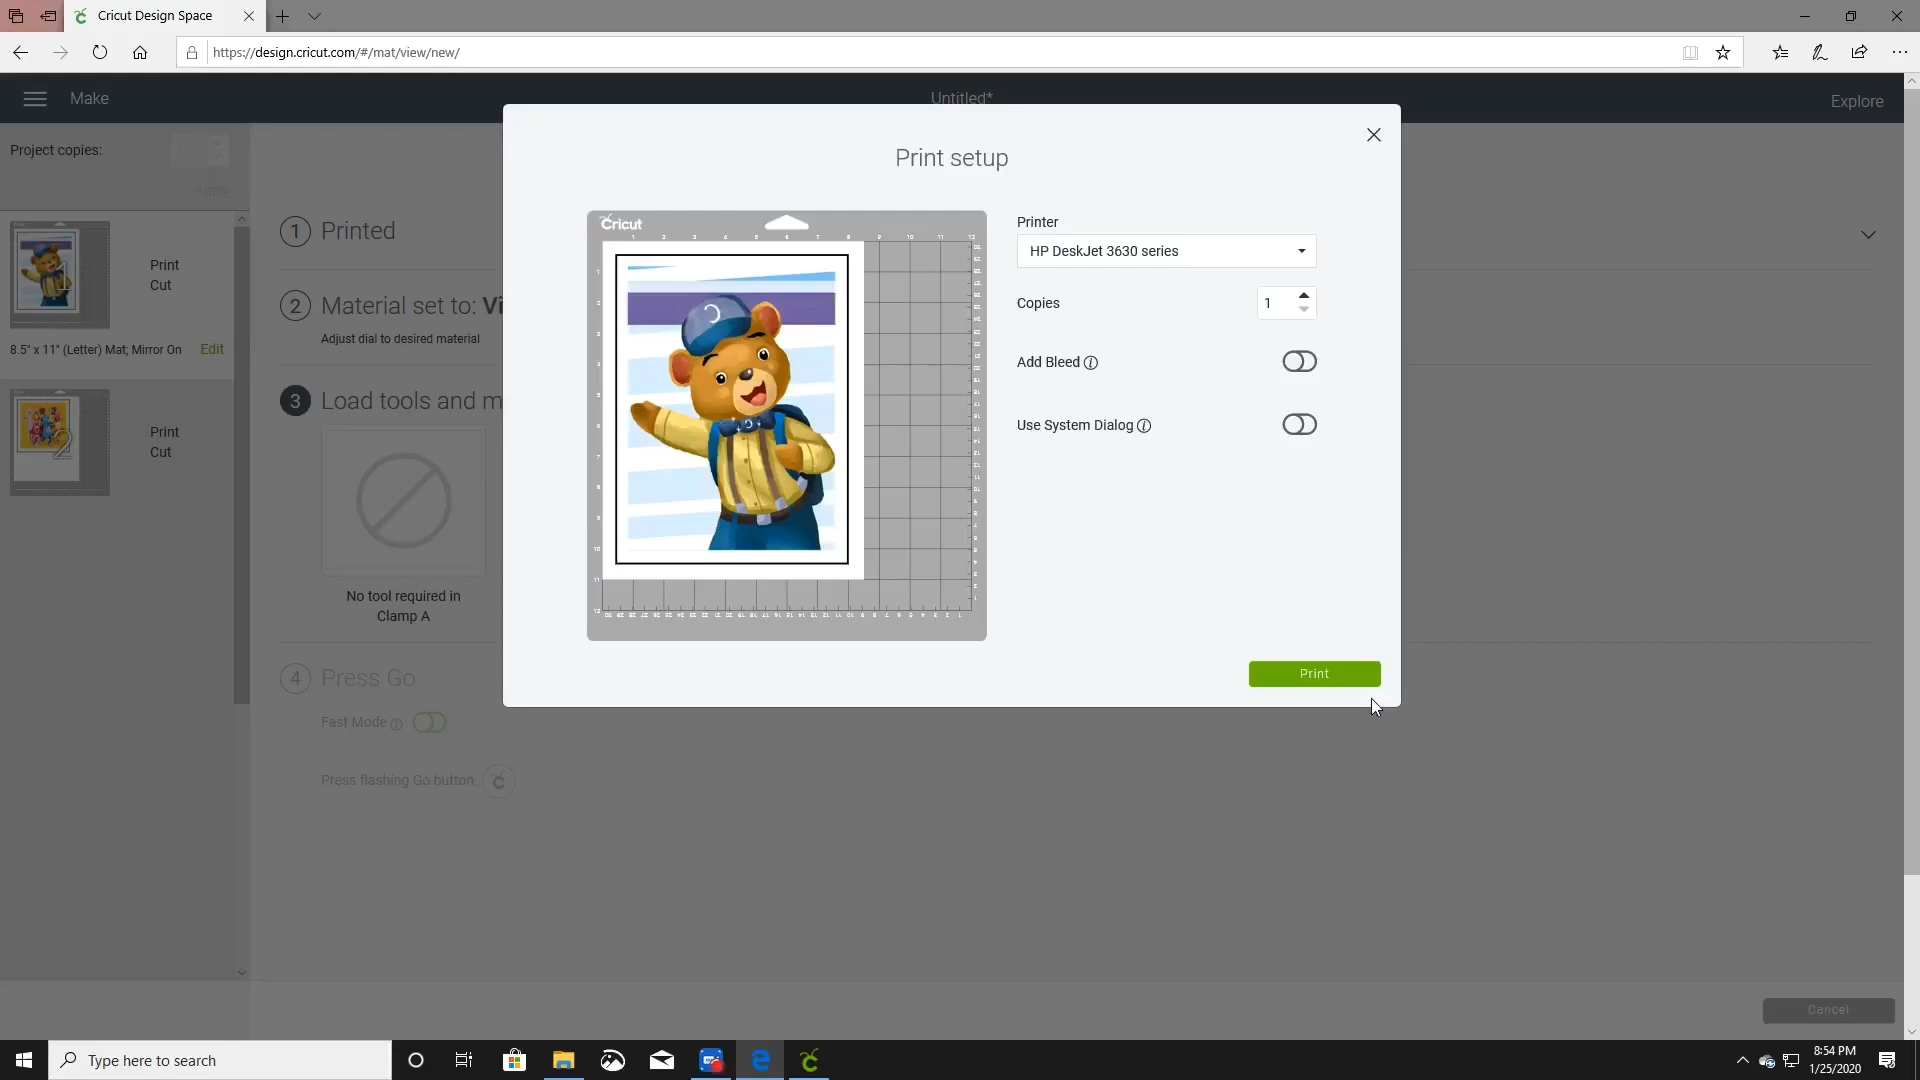 Cricut Design Space
https://design.cricut.com/#/mat/view/new/
Make
Untitled*
Explore
Project copies:
Apply
1
Print
Cut
8.5" x 11" (Letter) Mat; Mirror On
Edit
2
Print
Cut
1 Printed
2 Material set to: Vi
Adjust dial to desired material
3 Load tools and m
No tool required in
Clamp A
4 Press Go
Fast Mode
Press flashing Go button.
Print setup
Cricut
Printer
HP DeskJet 3630 series
Copies
1
Add Bleed
Use System Dialog
Print
Cancel
Type here to search
8:54 PM
1/25/2020